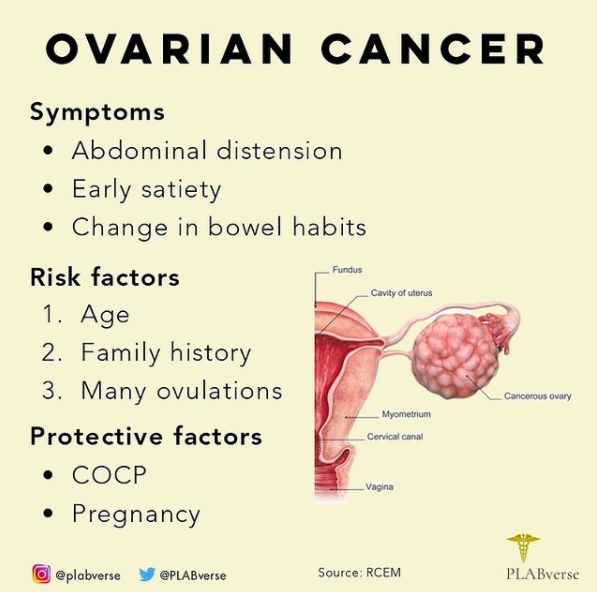 OVARIAN CANCER
Symptoms
• Abdominal distension
• Early satiety
• Change in bowel habits
Risk factors
1. Age
2. Family history
3. Many ovulations
Protective factors
• COCP
• Pregnancy
Fundus
Cavity of uterus
Cancerous ovary
Myometrium
Cervical canal
Vagina
@plabverse @PLABverse Source: RCEM PLABverse